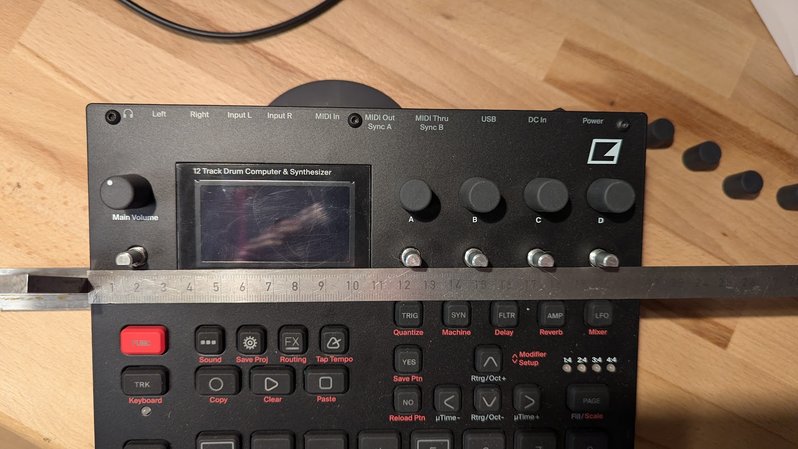 Left Right Input L Input R MIDI In MIDI Out MIDI Thru USB DC In Power
Sync A Sync B
12 Track Drum Computer & Synthesizer
Main Volume
A B C D
1 2 3 4 5 6 7 8 9 10 11 12 13 14 15 16 17
TRIG SYN FLTR AMP LFO
Quantize Machine Delay Reverb Mixer
FUNC FX
Sound Save Proj Routing Tap Tempo
YES
Modifier
Setup
1:4 2:4 3:4 4:4
Save Ptn Rtrg/Oct+
TRK
Keyboard Copy Clear Paste
NO PAGE
Reload Ptn µTime- Rtrg/Oct- µTime+ Fill/Scale